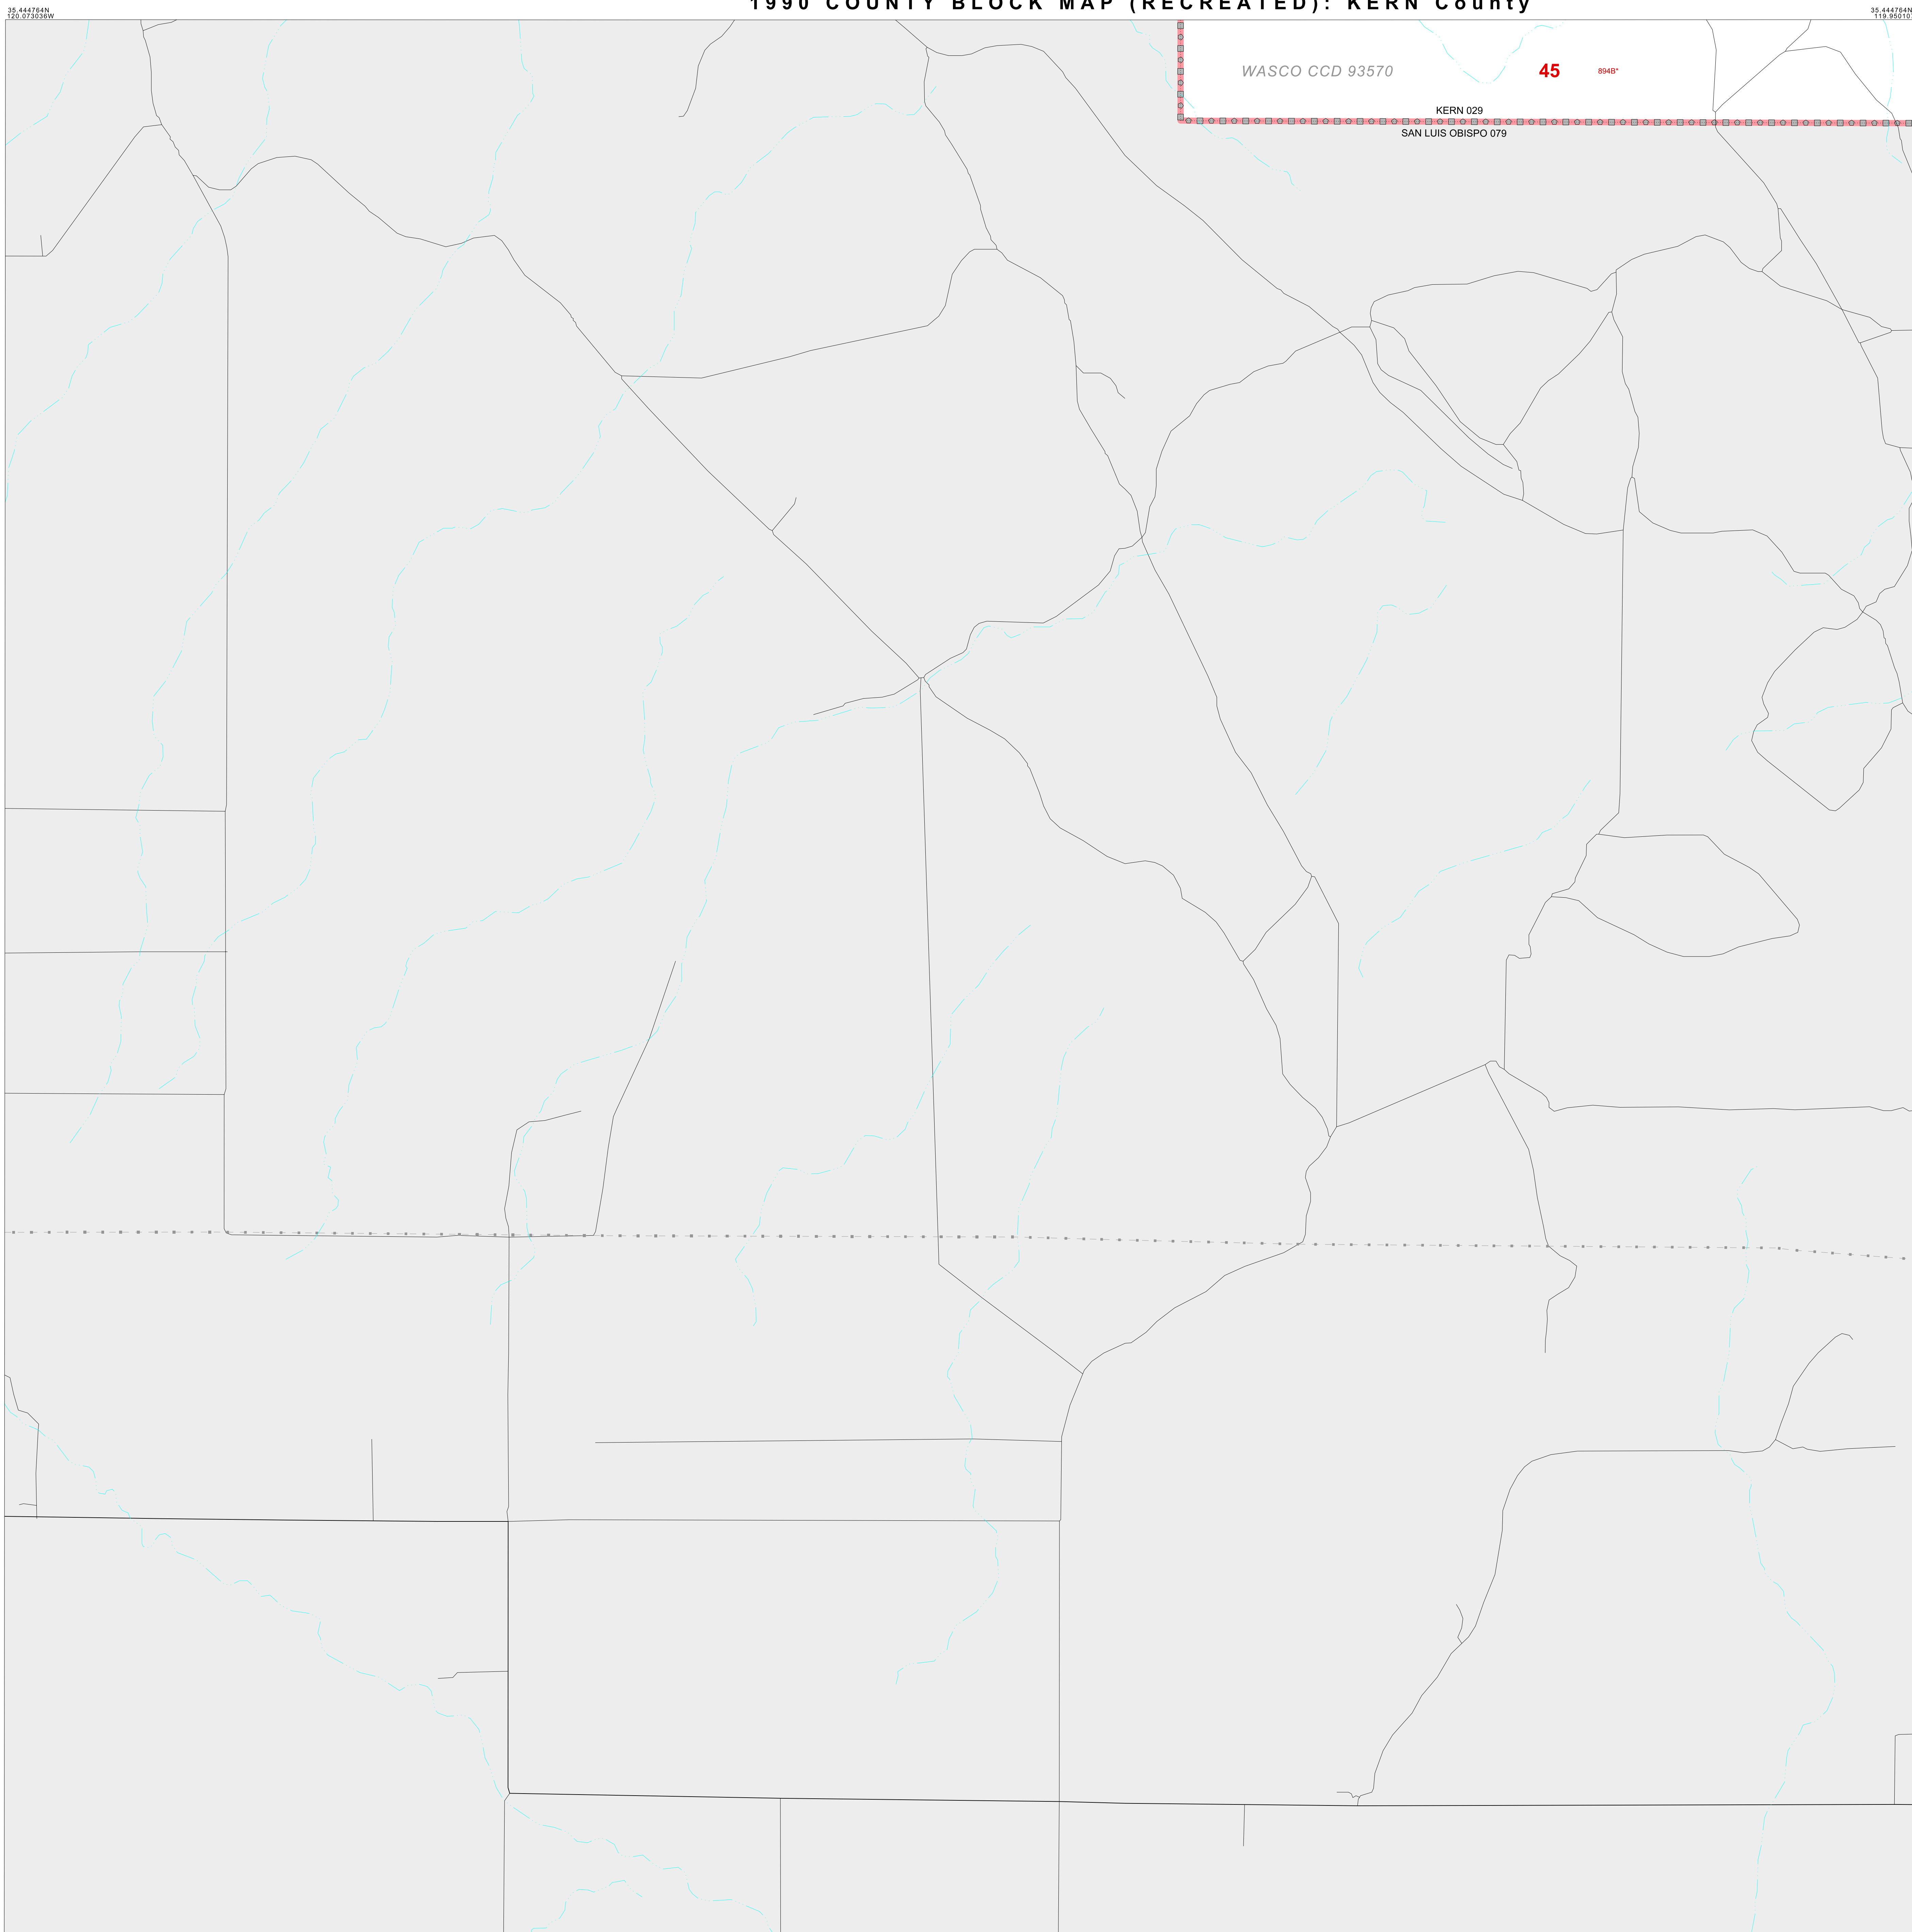 1990 COUNTY BLOCK MAP (RECREATED): KERN County
35.444764N
120.073036W
35.444764N
119.95010
WASCO CCD 93570
45
894B*
KERN 029
SAN LUIS OBISPO 079